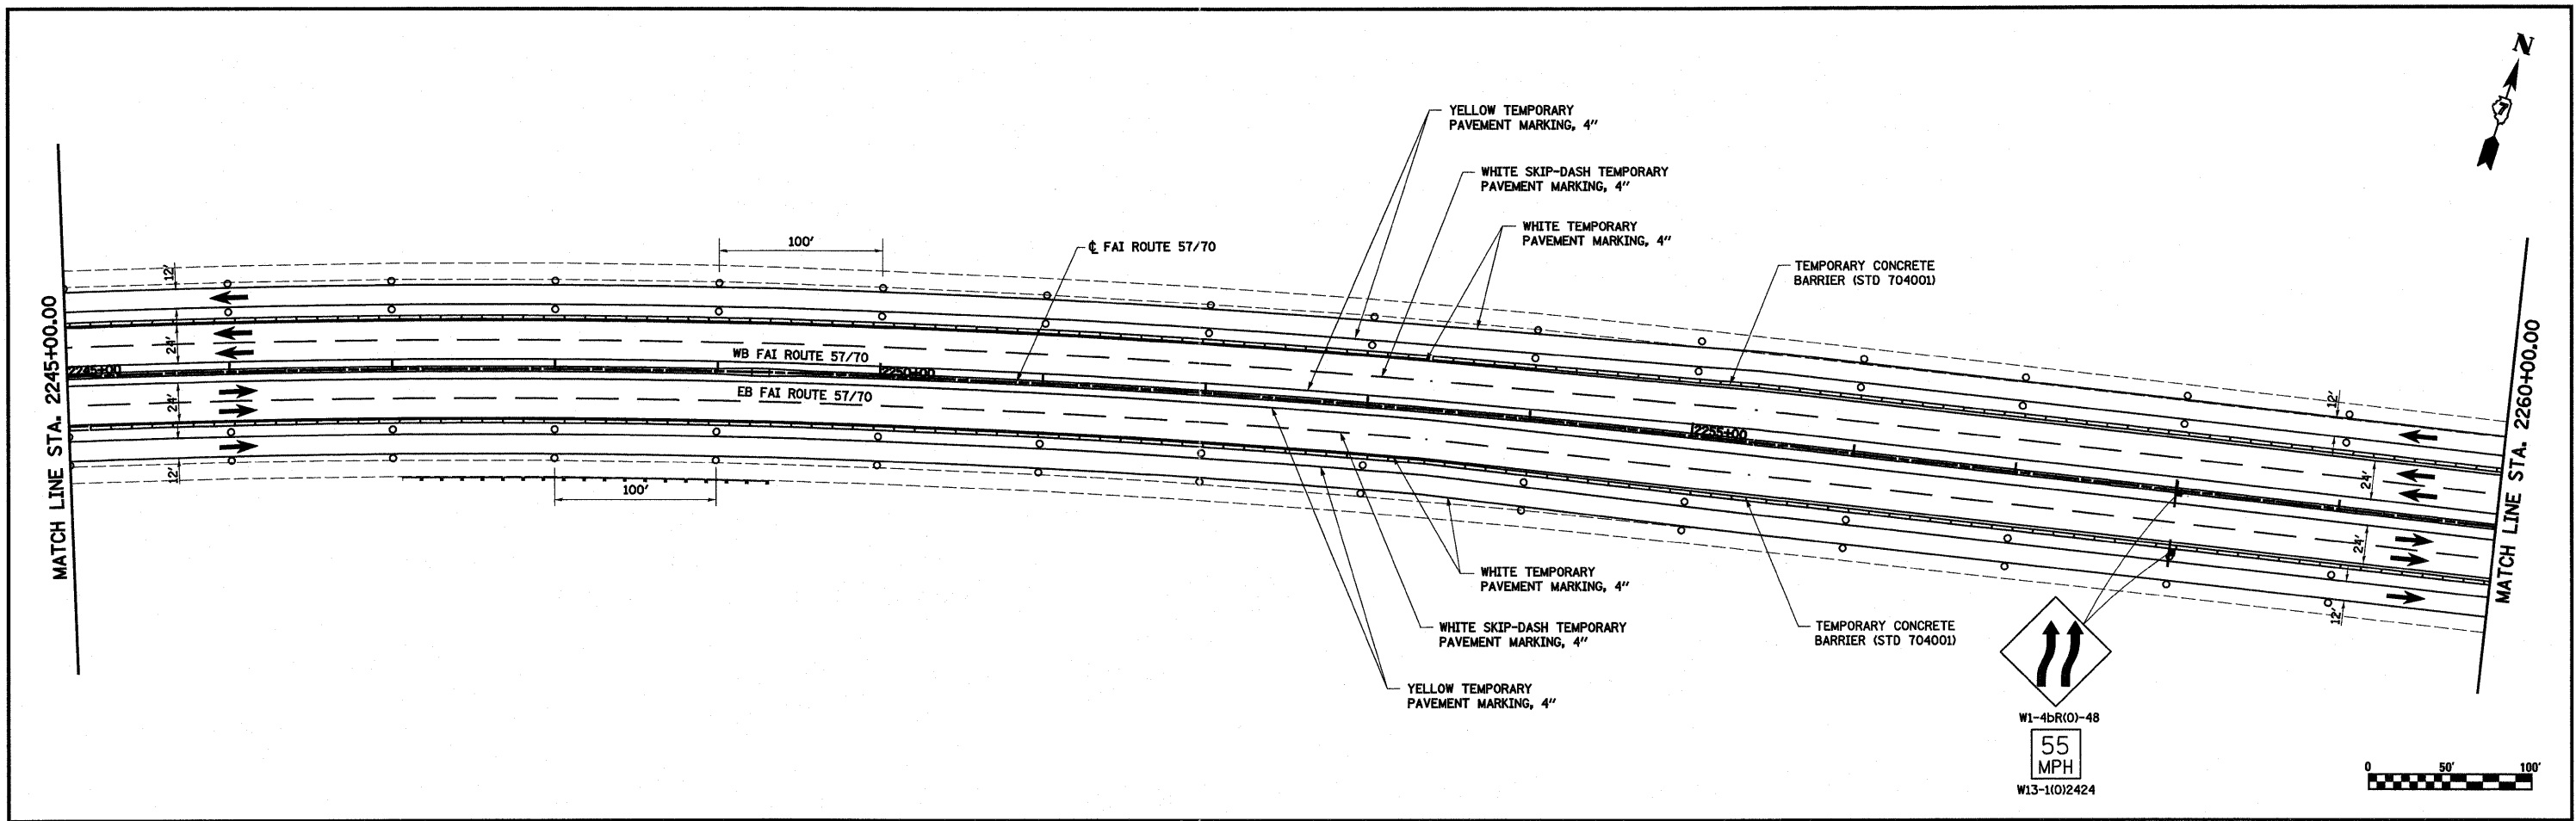 N
7
YELLOW TEMPORARY
PAVEMENT MARKING, 4"
WHITE SKIP-DASH TEMPORARY
PAVEMENT MARKING, 4"
WHITE TEMPORARY
PAVEMENT MARKING, 4"
TEMPORARY CONCRETE
BARRIER (STD 704001)
℄ FAI ROUTE 57/70
100'
12'
24'
WB FAI ROUTE 57/70
2245+00
2250+00
EB FAI ROUTE 57/70
24'
12'
100'
2255+00
12'
24'
24'
12'
MATCH LINE STA. 2245+00.00
MATCH LINE STA. 2260+00.00
WHITE TEMPORARY
PAVEMENT MARKING, 4"
WHITE SKIP-DASH TEMPORARY
PAVEMENT MARKING, 4"
TEMPORARY CONCRETE
BARRIER (STD 704001)
YELLOW TEMPORARY
PAVEMENT MARKING, 4"
W1-4bR(O)-48
55
MPH
W13-1(O)2424
0 50' 100'